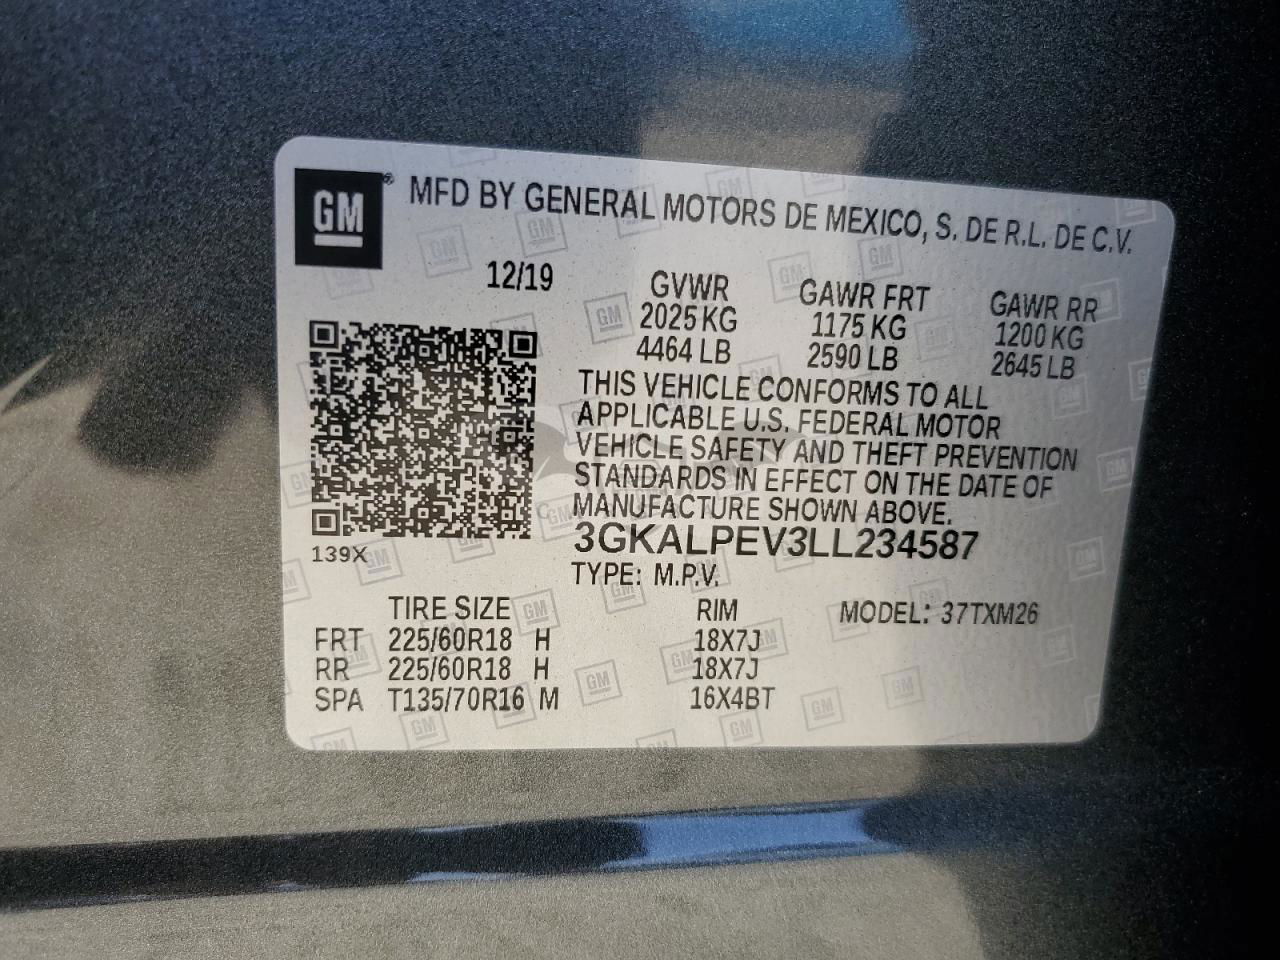 GM® MFD BY GENERAL MOTORS DE MEXICO, S. DE R.L. DE C.V.
12/19
GVWR GAWR FRT GAWR RR
2025 KG 1175 KG 1200 KG
4464 LB 2590 LB 2645 LB
THIS VEHICLE CONFORMS TO ALL
APPLICABLE U.S. FEDERAL MOTOR
VEHICLE SAFETY AND THEFT PREVENTION
STANDARDS IN EFFECT ON THE DATE OF
MANUFACTURE SHOWN ABOVE.
3GKALPEV3LL234587
139X
TYPE: M.P.V.
TIRE SIZE RIM MODEL: 37TXM26
FRT 225/60R18 H 18X7J
RR 225/60R18 H 18X7J
SPA T135/70R16 M 16X4BT